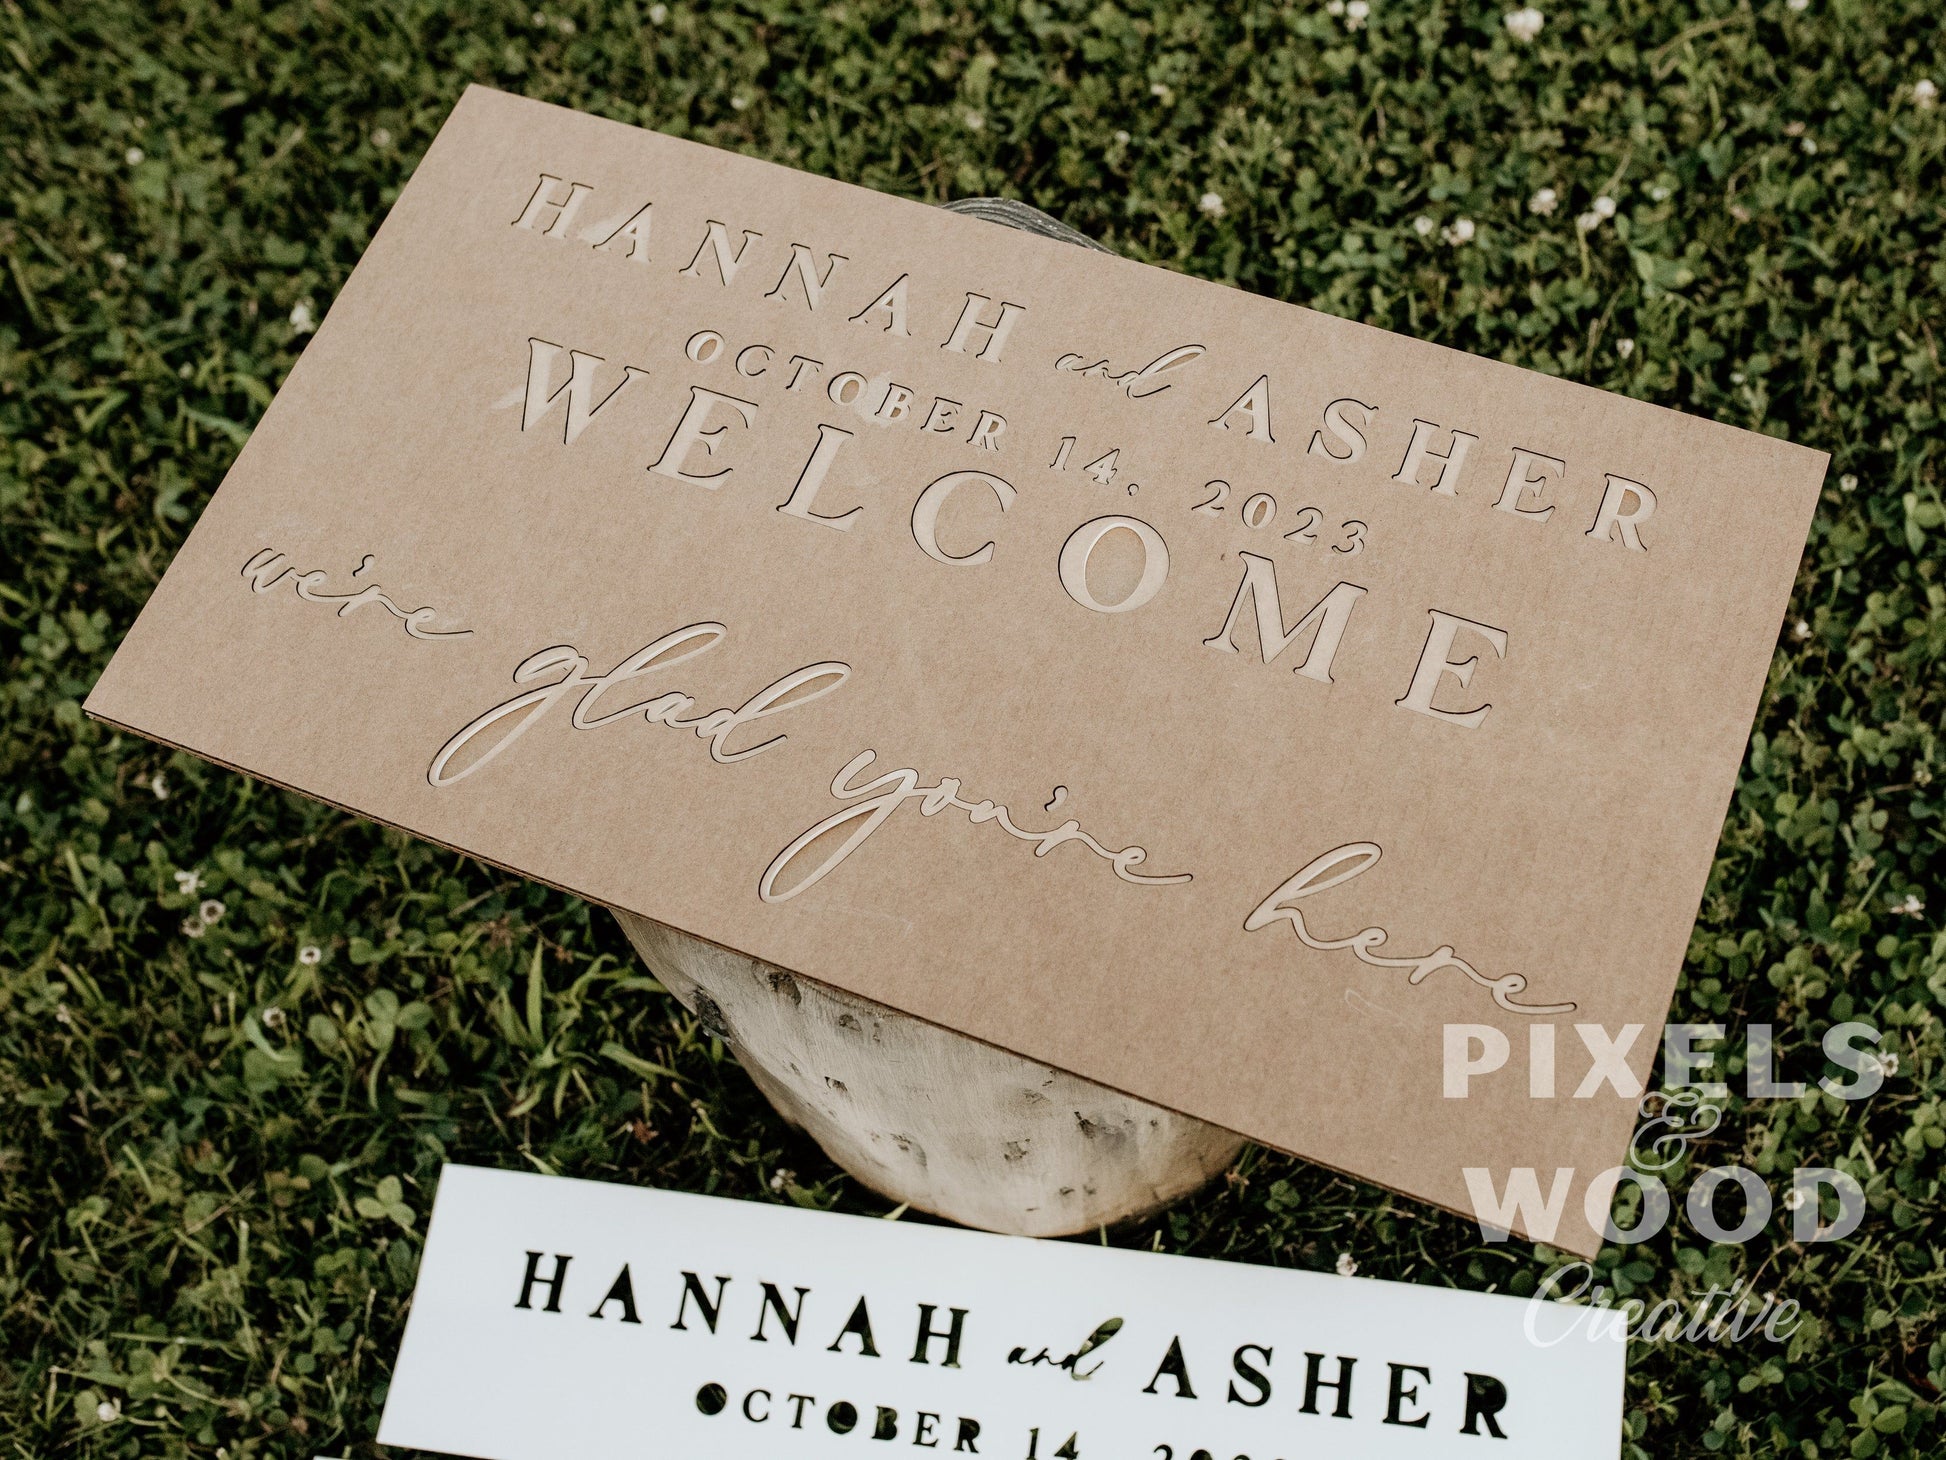 HANNAH and ASHER
OCTOBER 14, 2023
WELCOME
we're glad you're here
PIXELS
&
WOOD
Creative
HANNAH and ASHER
OCTOBER 14